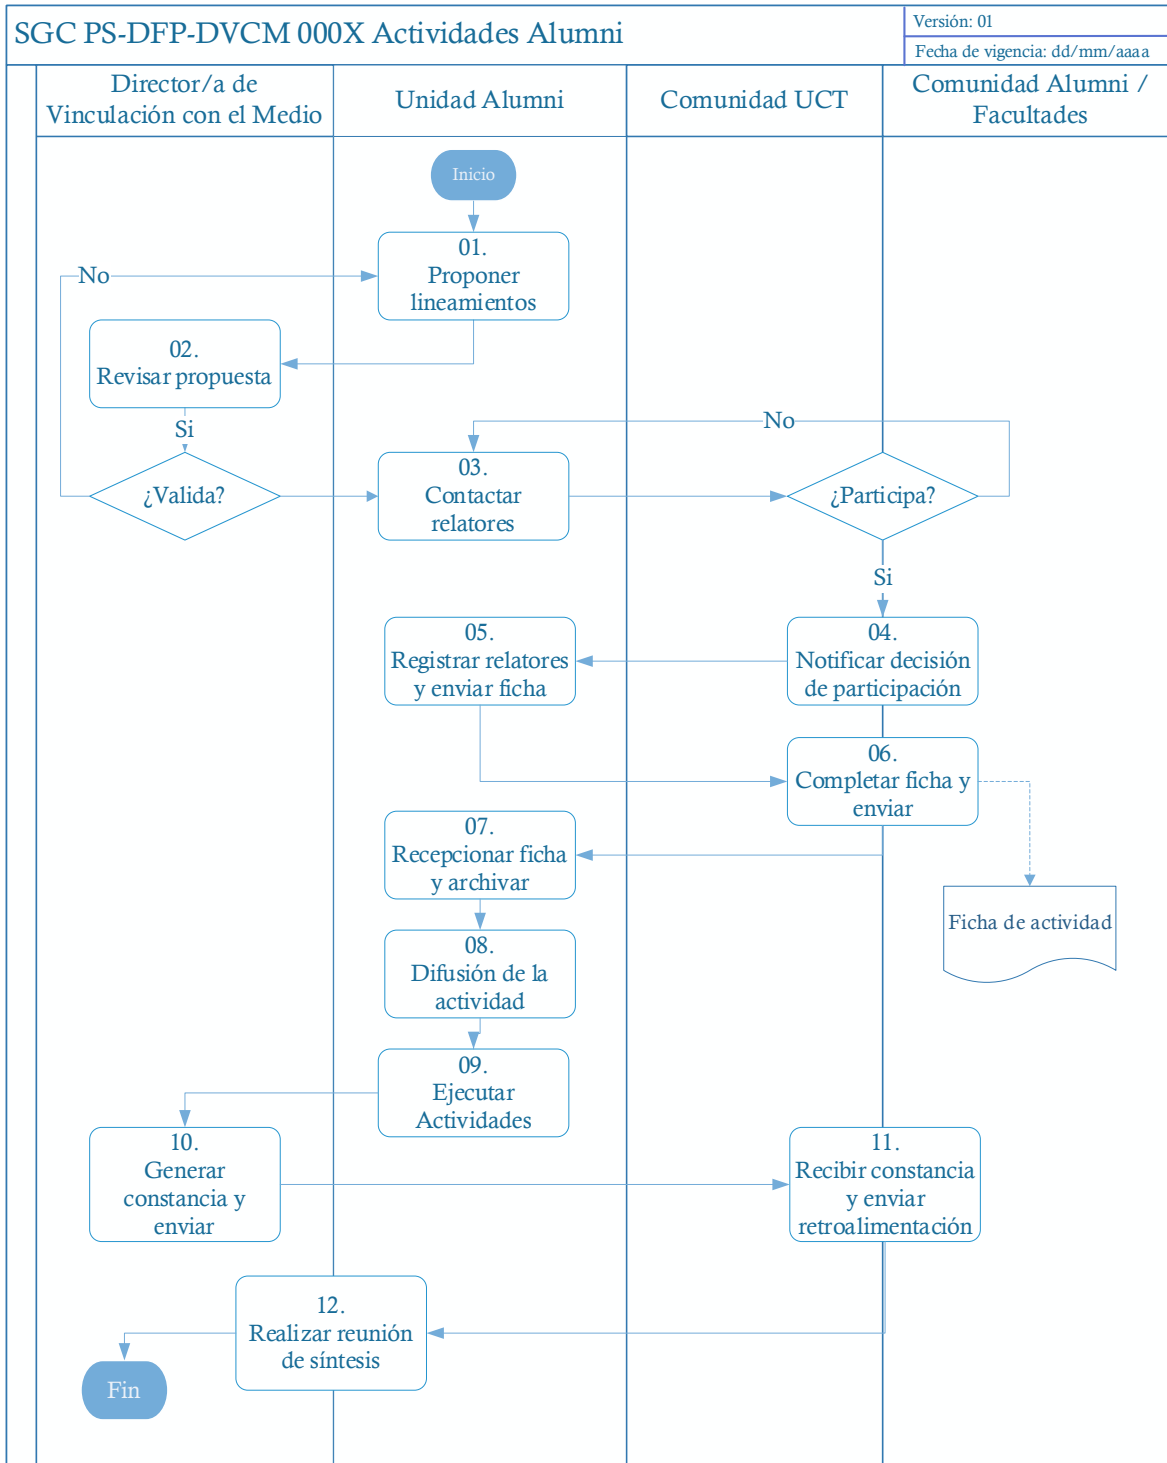 SGC PS-DFP-DVCM 000X Actividades Alumni
Versión: 01
Fecha de vigencia: dd/mm/aaaa
Director/a de
Vinculación con el Medio
Unidad Alumni
Comunidad UCT
Comunidad Alumni /
Facultades
Inicio
01.
Proponer
lineamientos
No
02.
Revisar propuesta
Si
¿Valida?
No
03.
Contactar
relatores
¿Participa?
Si
05.
Registrar relatores
y enviar ficha
04.
Notificar decisión
de participación
06.
Completar ficha y
enviar
07.
Recepcionar ficha
y archivar
Ficha de actividad
08.
Difusión de la
actividad
09.
Ejecutar
Actividades
10.
Generar
constancia y
enviar
11.
Recibir constancia
y enviar
retroalimentación
12.
Realizar reunión
de síntesis
Fin